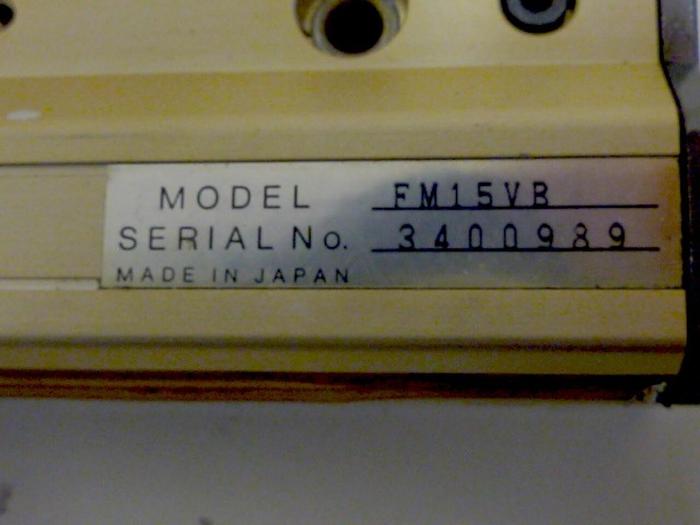 MODEL FM15VB
SERIAL No. 3400989
MADE IN JAPAN